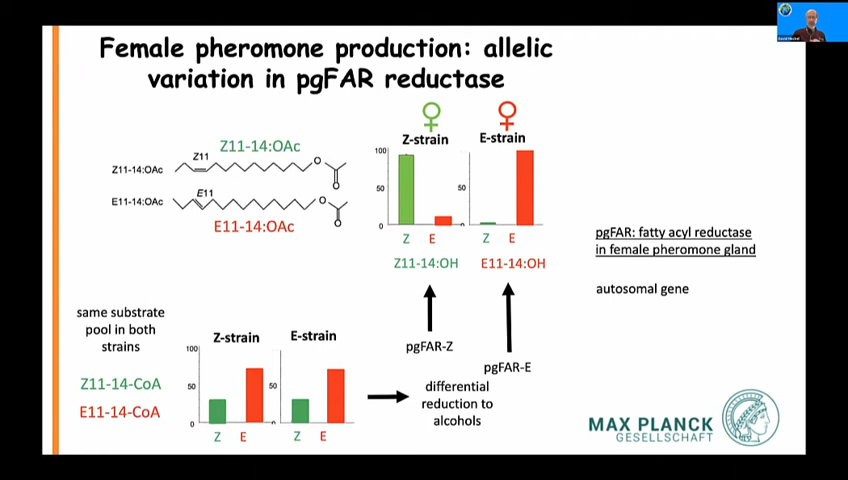 Female pheromone production: allelic
variation in pgFAR reductase
Z-strain
E-strain
Z11-14:OAc
Z11
Z11-14:OAc
O
O
E11
E11-14:OAc
O
O
E11-14:OAc
100
50
0
50
0
Z E
Z E
Z11-14:OH
E11-14:OH
pgFAR: fatty acyl reductase
in female pheromone gland
autosomal gene
same substrate
pool in both
strains
Z-strain
E-strain
100
50
0
50
0
Z E
Z E
Z11-14-CoA
E11-14-CoA
pgFAR-Z
pgFAR-E
differential
reduction to
alcohols
MAX PLANCK
GESELLSCHAFT